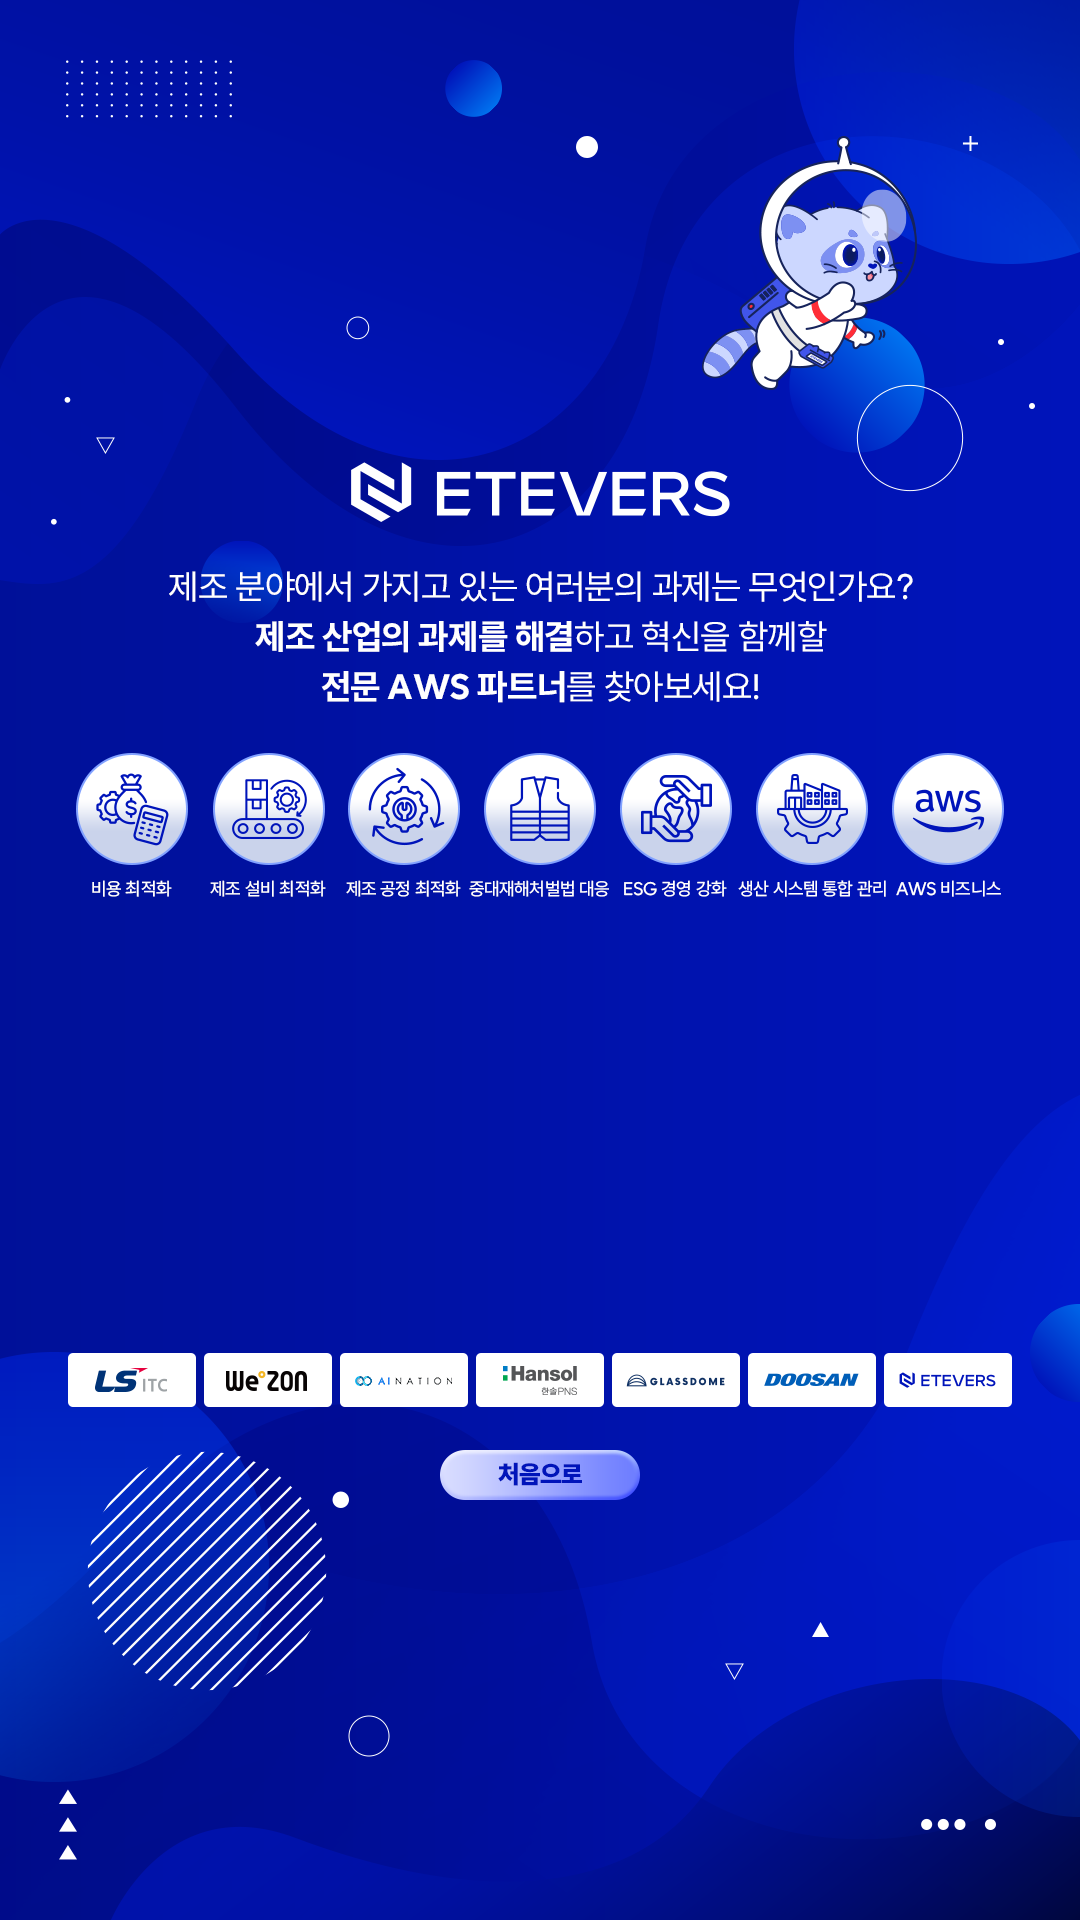 ETEVERS
제조 분야에서 가지고 있는 여러분의 과제는 무엇인가요?
제조 산업의 과제를 해결하고 혁신을 함께할
전문 AWS 파트너를 찾아보세요!
$
aws
비용 최적화
제조 설비 최적화
제조 공정 최적화
중대재해처벌법 대응
ESG 경영 강화
생산 시스템 통합 관리
AWS 비즈니스
LS ITC
WeZON
AINATION
Hansol
한솔PNS
GLASSDOME
DOOSAN
ETEVERS
처음으로